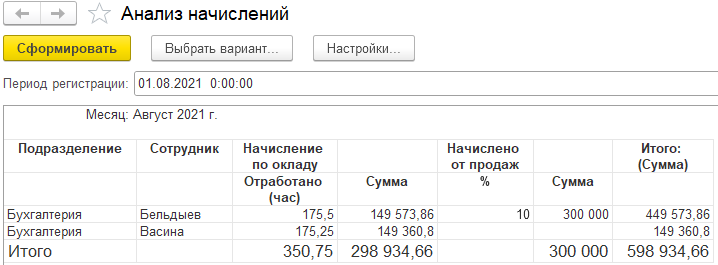 Анализ начислений
Сформировать Выбрать вариант... Настройки...
Период регистрации: 01.08.2021 0:00:00
Месяц: Август 2021 г.
Подразделение Сотрудник Начисление по окладу Начислено от продаж Итого: (Сумма)
Отработано (час) Сумма % Сумма
Бухгалтерия Бельдыев 175,5 149 573,86 10 300 000 449 573,86
Бухгалтерия Васина 175,25 149 360,8 149 360,8
Итого 350,75 298 934,66 300 000 598 934,66